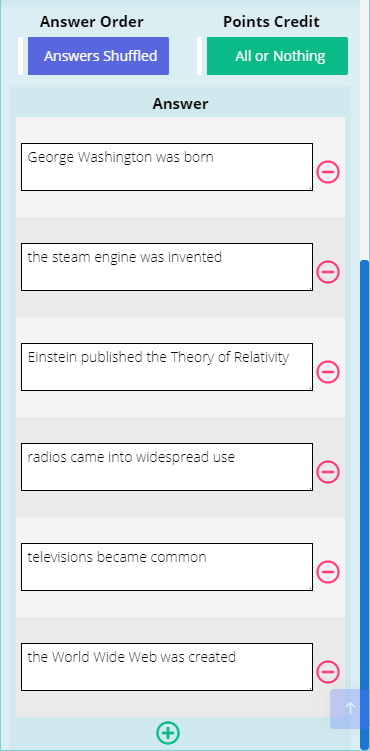 Answer Order Points Credit
Answers Shuffled All or Nothing
Answer
George Washington was born
the steam engine was invented
Einstein published the Theory of Relativity
radios came into widespread use
televisions became common
the World Wide Web was created